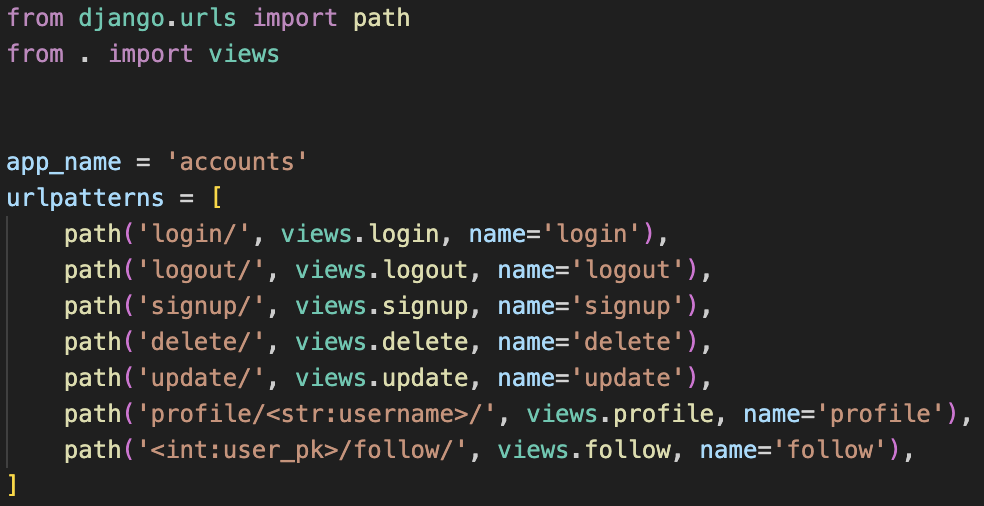 from django.urls import path
from . import views
app_name = 'accounts'
urlpatterns = [
    path('login/', views.login, name='login'),
    path('logout/', views.logout, name='logout'),
    path('signup/', views.signup, name='signup'),
    path('delete/', views.delete, name='delete'),
    path('update/', views.update, name='update'),
    path('profile/<str:username>/', views.profile, name='profile'),
    path('<int:user_pk>/follow/', views.follow, name='follow'),
]